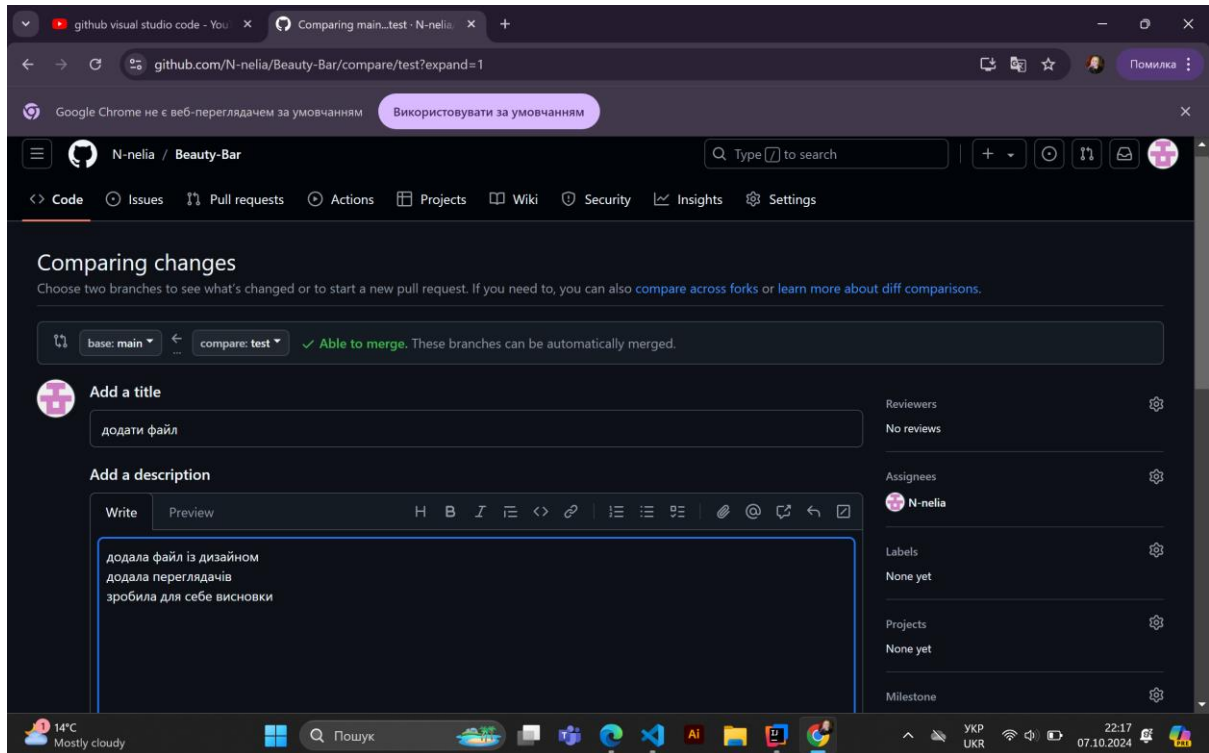 github visual studio code - You
Comparing main...test · N-nelia
github.com/N-nelia/Beauty-Bar/compare/test?expand=1
Помилка
Google Chrome не є веб-переглядачем за умовчанням
Використовувати за умовчанням
N-nelia / Beauty-Bar
Type / to search
Code
Issues
Pull requests
Actions
Projects
Wiki
Security
Insights
Settings
Comparing changes
Choose two branches to see what's changed or to start a new pull request. If you need to, you can also compare across forks or learn more about diff comparisons.
base: main
...
compare: test
Able to merge. These branches can be automatically merged.
Add a title
додати файл
Add a description
Write
Preview
H B I
додала файл із дизайном
додала переглядачів
зробила для себе висновки
Reviewers
No reviews
Assignees
N-nelia
Labels
None yet
Projects
None yet
Milestone
1
14°C
Mostly cloudy
Пошук
Ai
УКР
UKR
22:17
07.10.2024
PRE